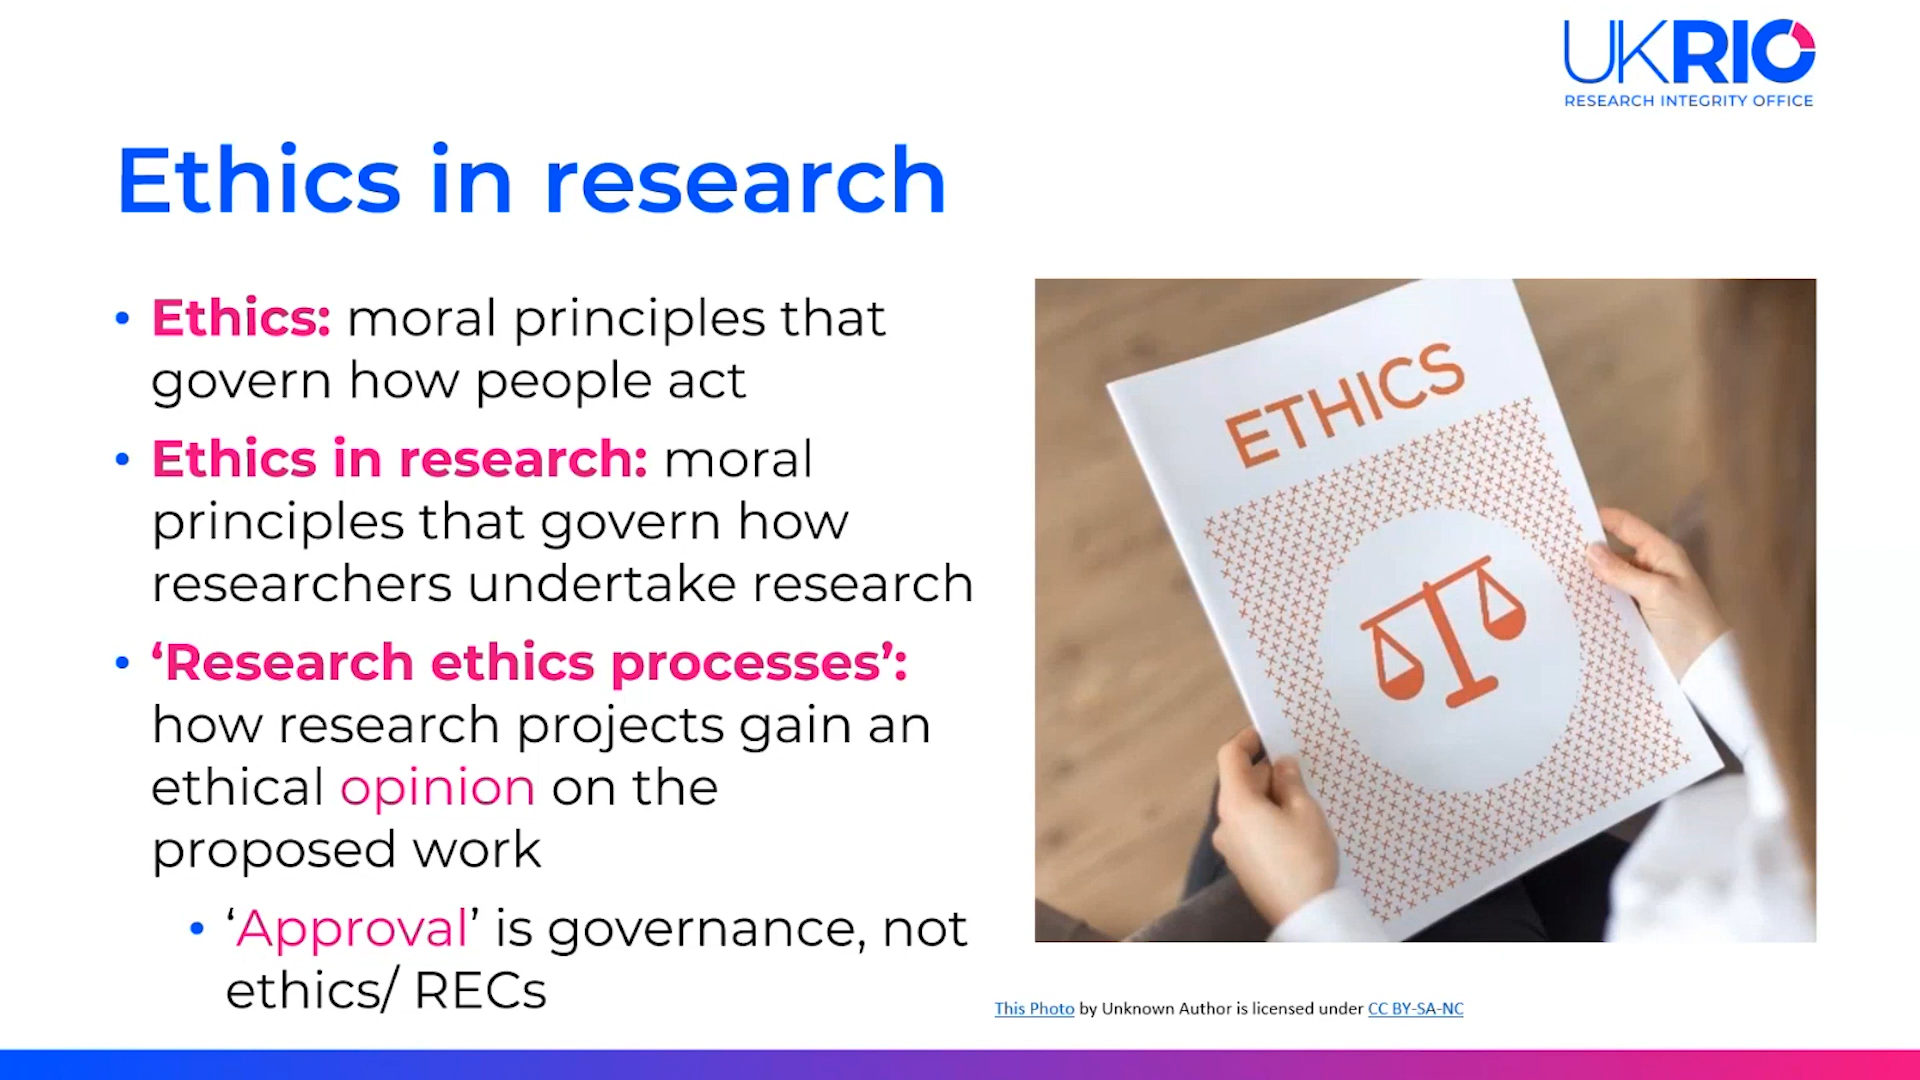 UKRIO
RESEARCH INTEGRITY OFFICE
Ethics in research
• Ethics: moral principles that
govern how people act
• Ethics in research: moral
principles that govern how
researchers undertake research
• ‘Research ethics processes’:
how research projects gain an
ethical opinion on the
proposed work
• ‘Approval’ is governance, not
ethics/ RECs
ETHICS
This Photo by Unknown Author is licensed under CC BY-SA-NC